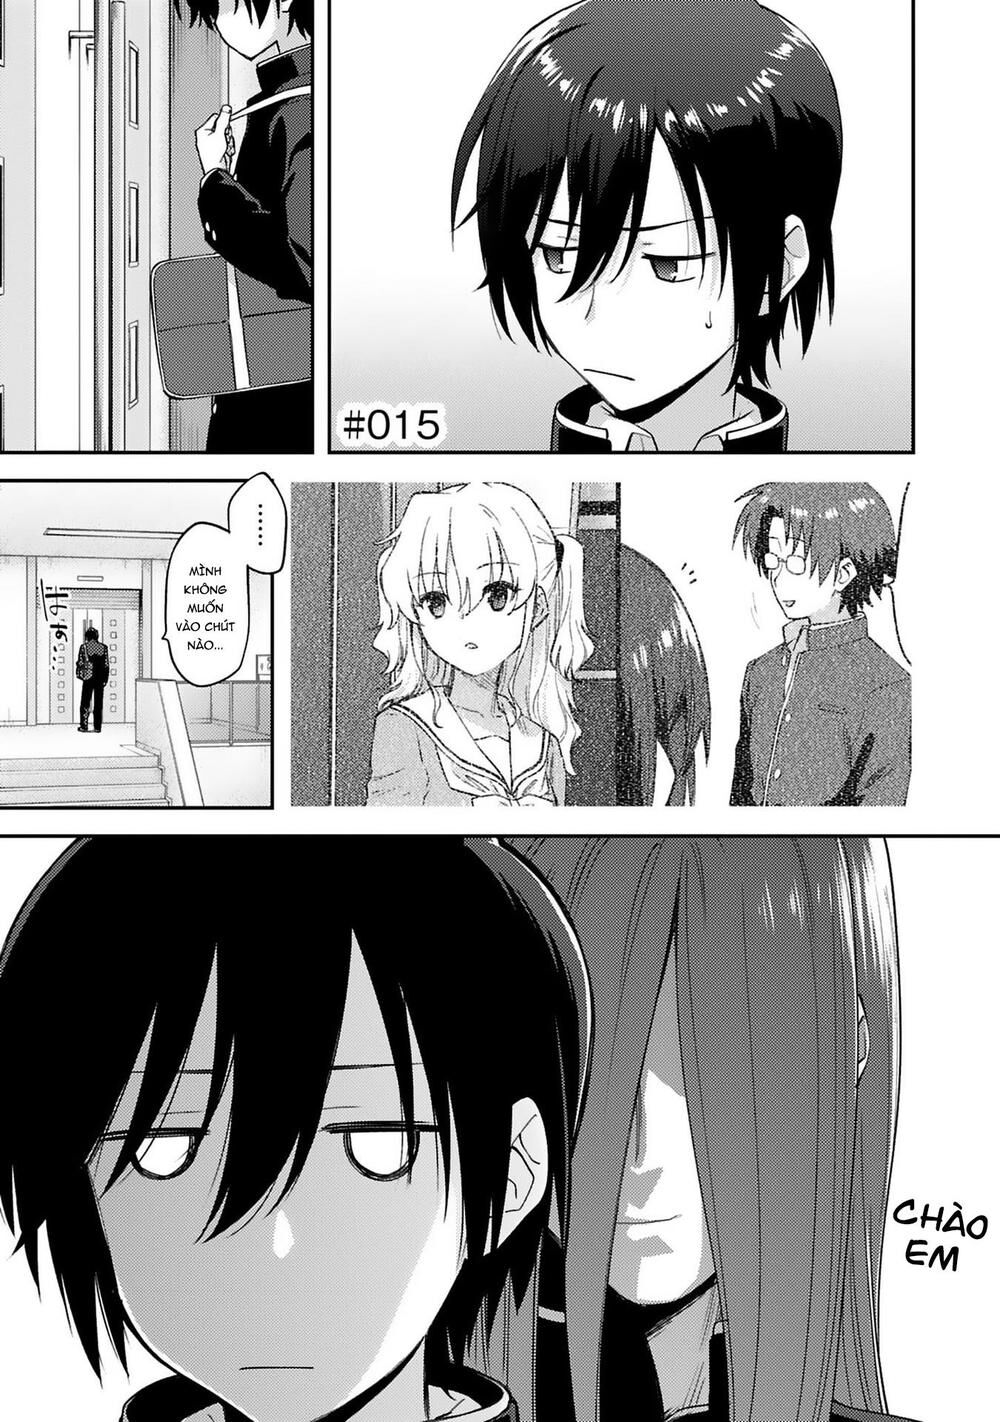 #015
………
MÌNH
KHÔNG
MUỐN
VÀO CHÚT
NÀO...
CHÀO
EM